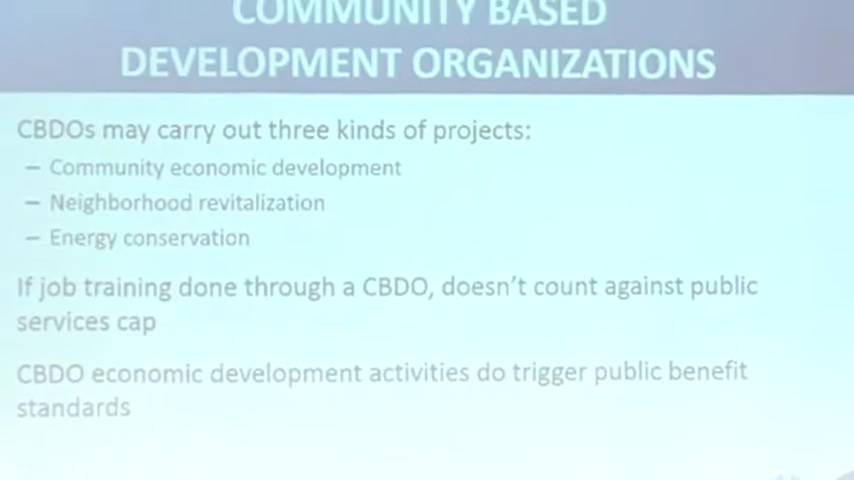 COMMUNITY BASED
DEVELOPMENT ORGANIZATIONS
CBDOs may carry out three kinds of projects:
– Community economic development
– Neighborhood revitalization
– Energy conservation
If job training done through a CBDO, doesn't count against public
services cap
CBDO economic development activities do trigger public benefit
standards